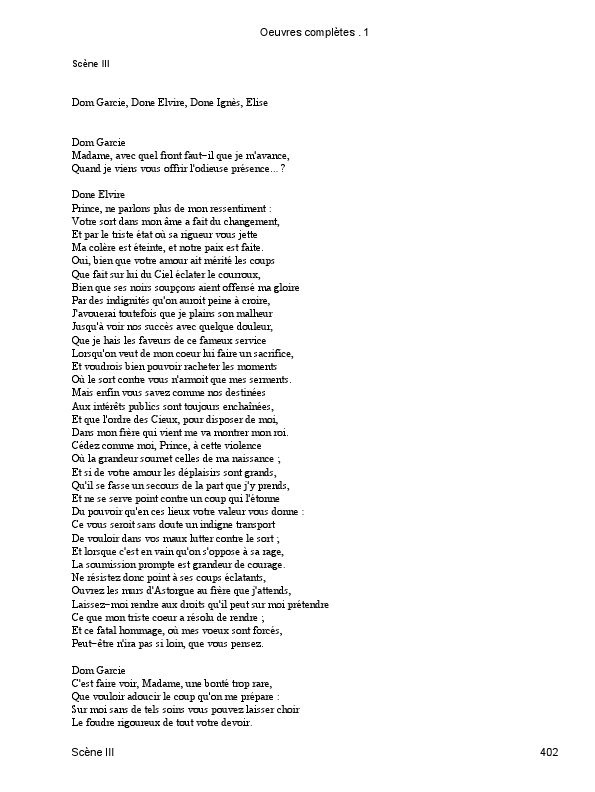 Oeuvres complètes . 1
Scène III
Dom Garcie, Done Elvire, Done Ignès, Elise
Dom Garcie
Madame, avec quel front faut-il que je m'avance,
Quand je viens vous offrir l'odieuse présence... ?
Done Elvire
Prince, ne parlons plus de mon ressentiment :
Votre sort dans mon âme a fait du changement,
Et par le triste état où sa rigueur vous jette
Ma colère est éteinte, et notre paix est faite.
Oui, bien que votre amour ait mérité les coups
Que fait sur lui du Ciel éclater le courroux,
Bien que ses noirs soupçons aient offensé ma gloire
Par des indignités qu'on auroit peine à croire,
J'avouerai toutefois que je plains son malheur
Jusqu'à voir nos succès avec quelque douleur,
Que je hais les faveurs de ce fameux service
Lorsqu'on veut de mon coeur lui faire un sacrifice,
Et voudrois bien pouvoir racheter les moments
Où le sort contre vous n'armoit que mes serments.
Mais enfin vous savez comme nos destinées
Aux intérêts publics sont toujours enchaînées,
Et que l'ordre des Cieux, pour disposer de moi,
Dans mon frère qui vient me va montrer mon roi.
Cédez comme moi, Prince, à cette violence
Où la grandeur soumet celles de ma naissance ;
Et si de votre amour les déplaisirs sont grands,
Qu'il se fasse un secours de la part que j'y prends,
Et ne se serve point contre un coup qui l'étonne
Du pouvoir qu'en ces lieux votre valeur vous donne :
Ce vous seroit sans doute un indigne transport
De vouloir dans vos maux lutter contre le sort ;
Et lorsque c'est en vain qu'on s'oppose à sa rage,
La soumission prompte est grandeur de courage.
Ne résistez donc point à ses coups éclatants,
Ouvrez les murs d'Astorgue au frère que j'attends,
Laissez-moi rendre aux droits qu'il peut sur moi prétendre
Ce que mon triste coeur a résolu de rendre ;
Et ce fatal hommage, où mes voeux sont forcés,
Peut-être n'ira pas si loin, que vous pensez.
Dom Garcie
C'est faire voir, Madame, une bonté trop rare,
Que vouloir adoucir le coup qu'on me prépare :
Sur moi sans de tels soins vous pouvez laisser choir
Le foudre rigoureux de tout votre devoir.
Scène III
402